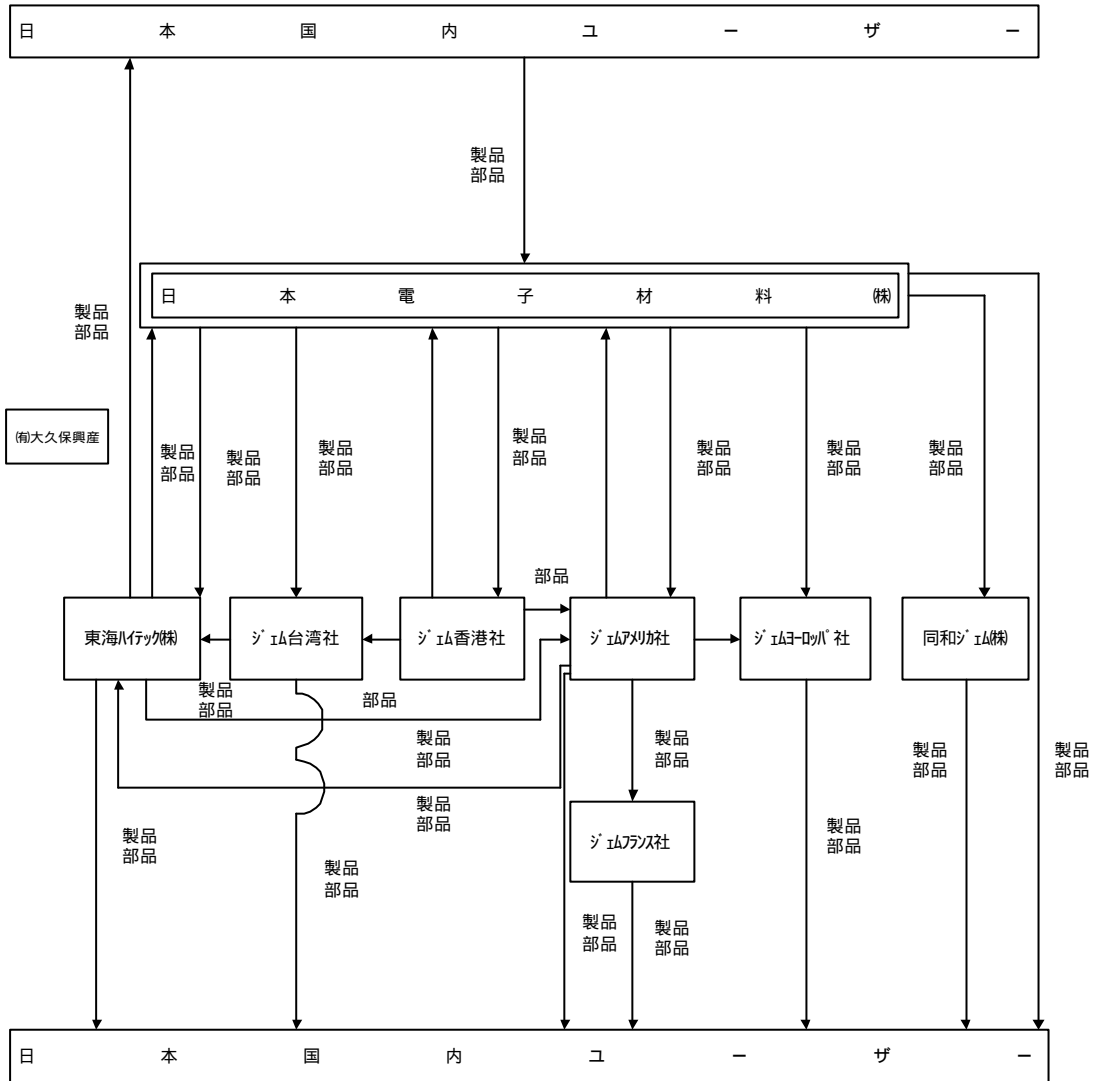 日本国内ユーザー
製品
部品
製品
部品
日本電子材料㈱
㈲大久保興産
製品
部品
製品
部品
製品
部品
製品
部品
製品
部品
製品
部品
製品
部品
部品
東海ハイテック㈱
ジェム台湾社
ジェム香港社
ジェムアメリカ社
ジェムヨーロッパ社
同和ジェム㈱
製品
部品
部品
製品
部品
製品
部品
製品
部品
製品
部品
製品
部品
製品
部品
ジェムフランス社
製品
部品
製品
部品
製品
部品
製品
部品
日本国内ユーザー